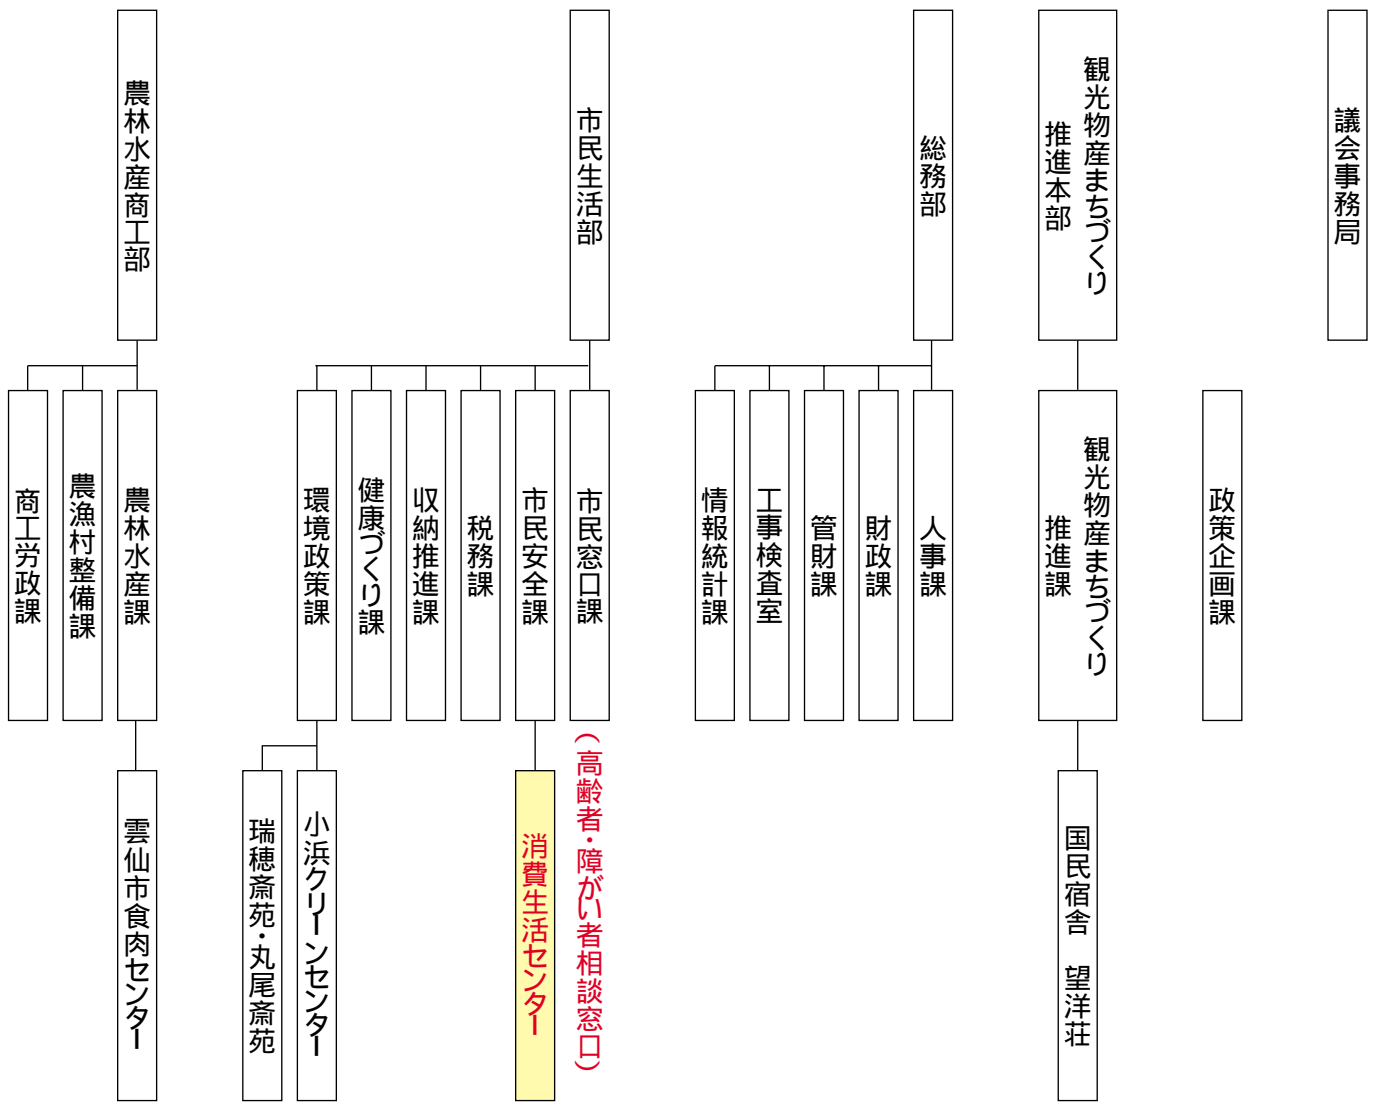 議会事務局
観光物産まちづくり
推進本部
総務部
市民生活部
農林水産商工部
政策企画課
観光物産まちづくり
推進課
人事課
財政課
管財課
工事検査室
情報統計課
市民窓口課
(高齢者・障がい者相談窓口)
市民安全課
税務課
収納推進課
健康づくり課
環境政策課
農林水産課
農漁村整備課
商工労政課
国民宿舎　望洋荘
消費生活センター
小浜クリーンセンター
瑞穂斎苑・丸尾斎苑
雲仙市食肉センター